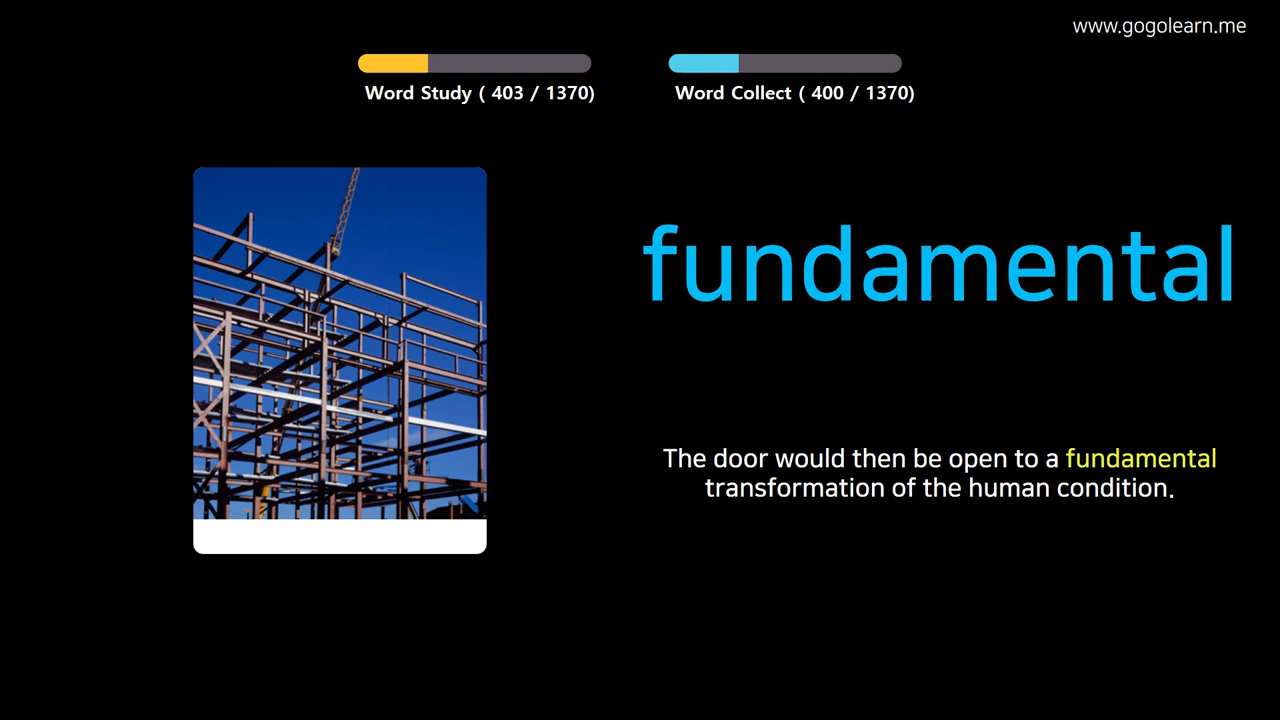 www.gogolearn.me
Word Study ( 403 / 1370)
Word Collect ( 400 / 1370)
fundamental
The door would then be open to a fundamental
transformation of the human condition.